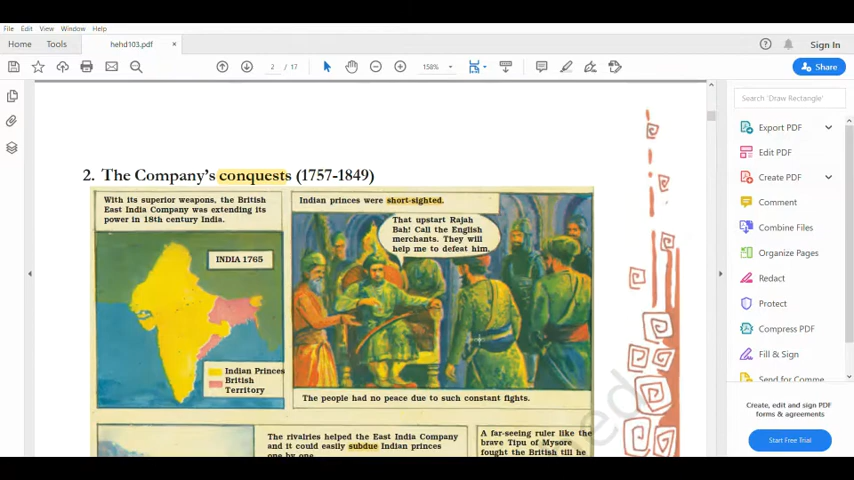 File Edit View Window Help
Home Tools hehd103.pdf × Sign In
2 / 17 158% Share
2. The Company's conquests (1757-1849)
With its superior weapons, the British
East India Company was extending its
power in 18th century India.
INDIA 1765
Indian Princes
British
Territory
Indian princes were short-sighted.
That upstart Rajah
Bah! Call the English
merchants. They will
help me to defeat him.
The people had no peace due to such constant fights.
The rivalries helped the East India Company
and it could easily subdue Indian princes
one by one.
A far-seeing ruler like the
brave Tipu of Mysore
fought the British till he
Search 'Draw Rectangle'
Export PDF
Edit PDF
Create PDF
Comment
Combine Files
Organize Pages
Redact
Protect
Compress PDF
Fill & Sign
Send for Comme
Create, edit and sign PDF
forms & agreements
Start Free Trial